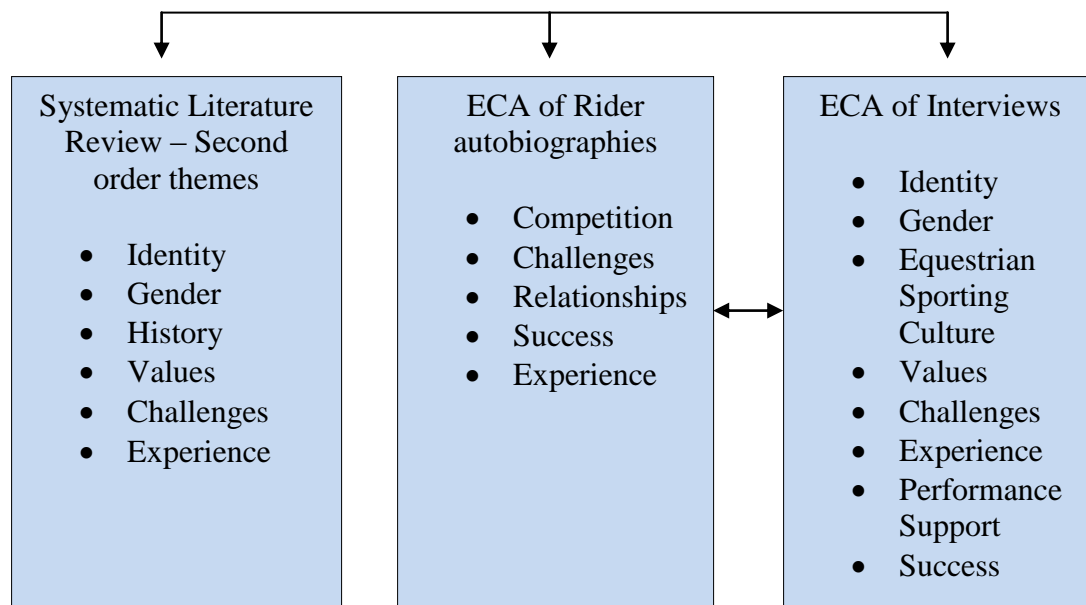 Systematic Literature
Review – Second
order themes
• Identity
• Gender
• History
• Values
• Challenges
• Experience
ECA of Rider
autobiographies
• Competition
• Challenges
• Relationships
• Success
• Experience
ECA of Interviews
• Identity
• Gender
• Equestrian
Sporting
Culture
• Values
• Challenges
• Experience
• Performance
Support
• Success